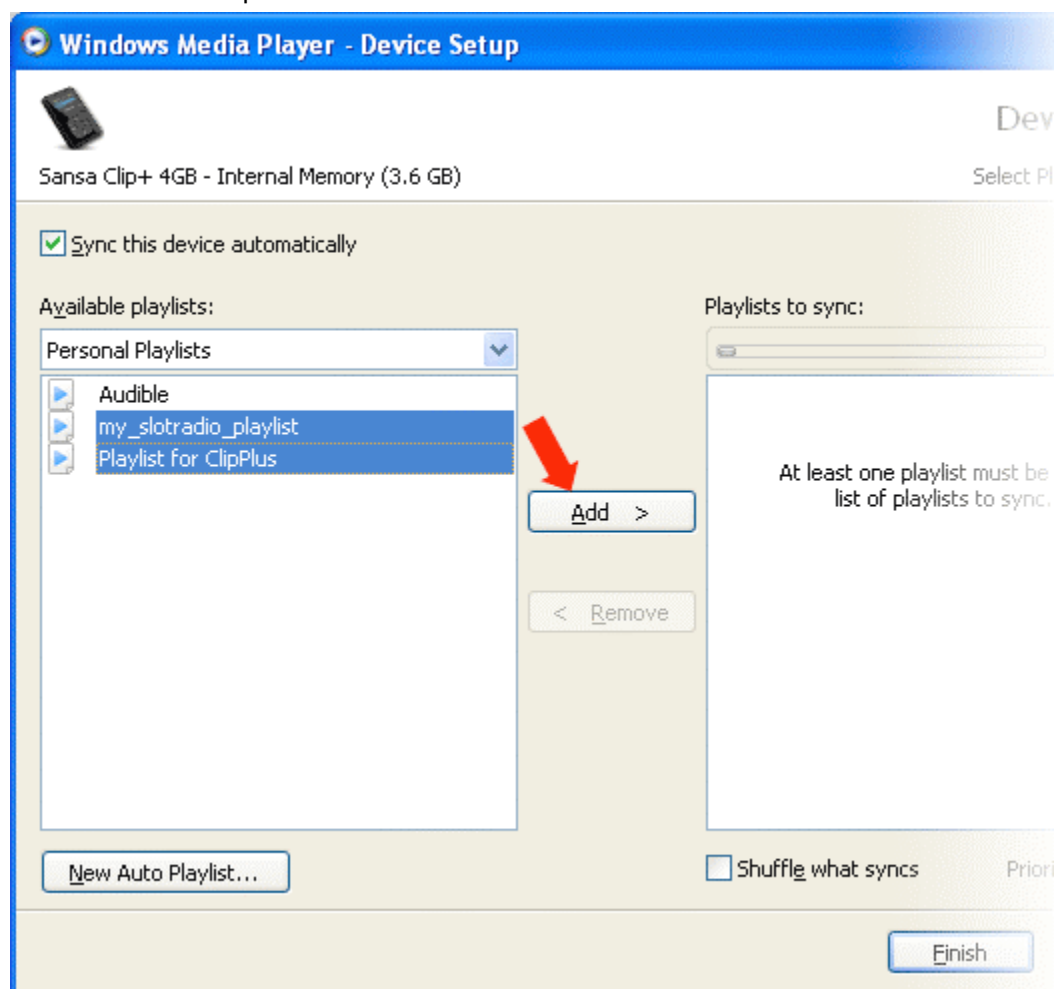 Windows Media Player - Device Setup
Sansa Clip+ 4GB - Internal Memory (3.6 GB)
Select
Sync this device automatically
Available playlists:
Playlists to sync:
Personal Playlists
Audible
my_slotradio_playlist
Playlist for ClipPlus
Add >
< Remove
At least one playlist must be
list of playlists to sync.
New Auto Playlist...
Shuffle what syncs
Finish